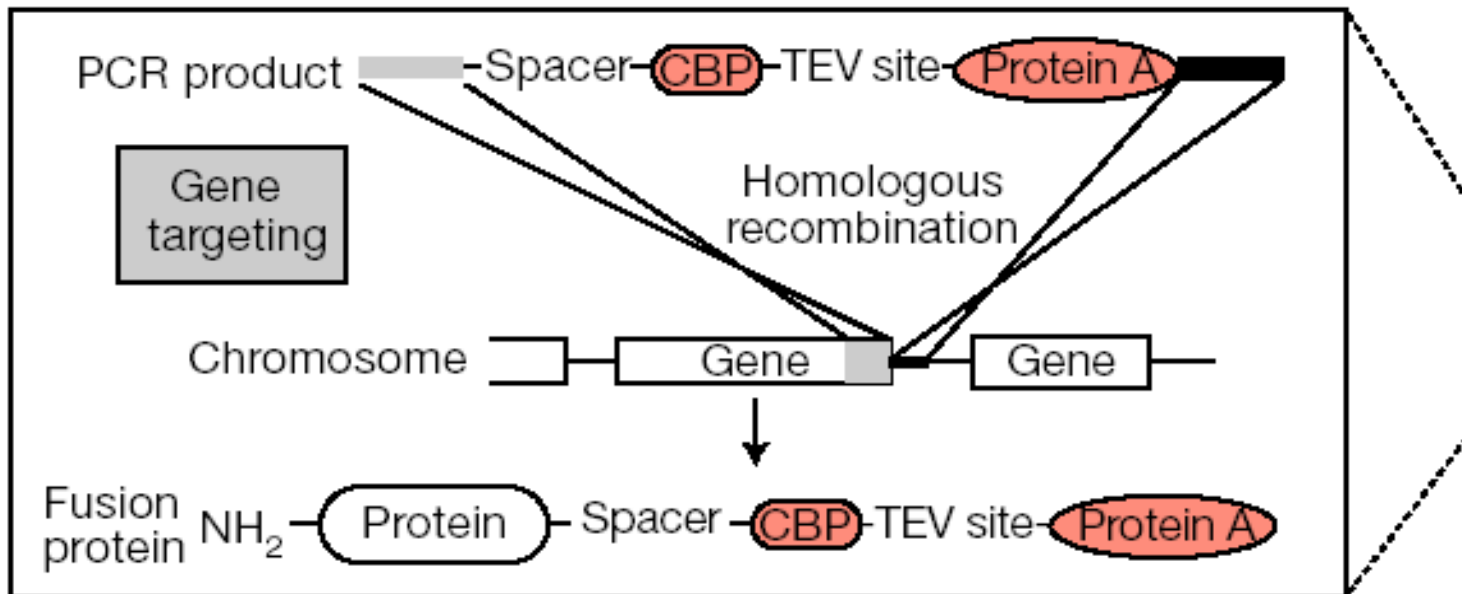 PCR product Spacer CBP TEV site Protein A
Gene
targeting
Homologous
recombination
Chromosome Gene Gene
Fusion
protein NH2 Protein Spacer CBP TEV site Protein A